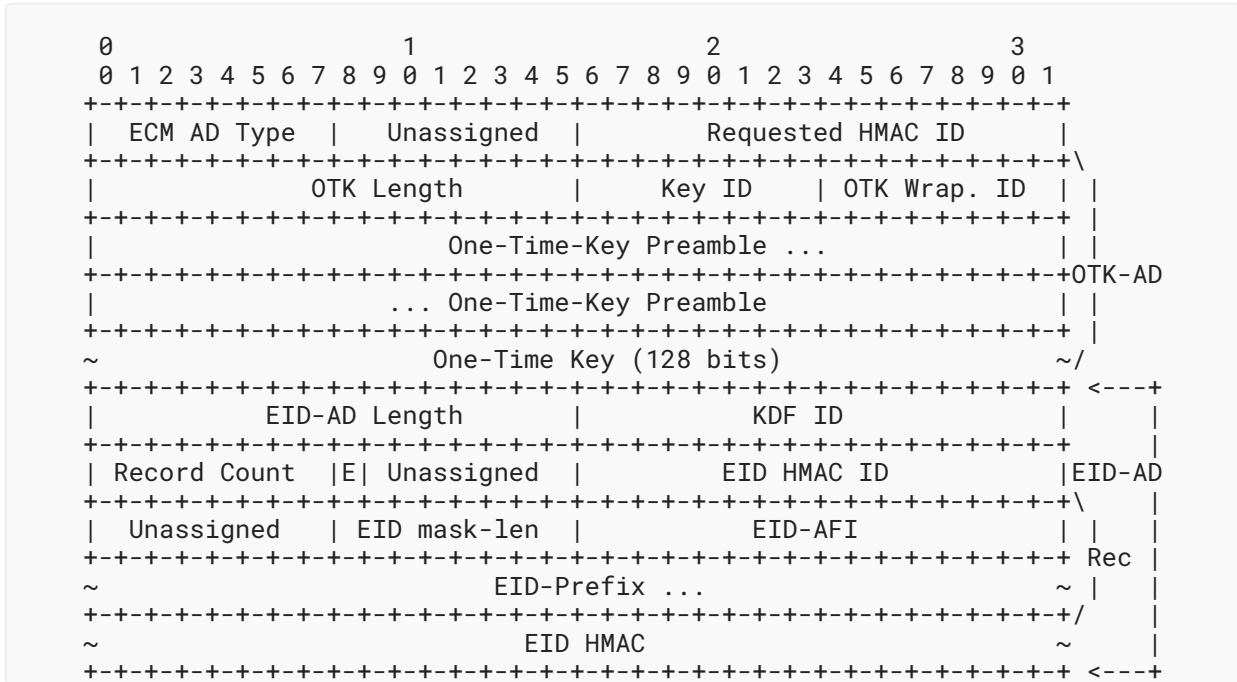 0                   1                   2                   3
 0 1 2 3 4 5 6 7 8 9 0 1 2 3 4 5 6 7 8 9 0 1 2 3 4 5 6 7 8 9 0 1
+-+-+-+-+-+-+-+-+-+-+-+-+-+-+-+-+-+-+-+-+-+-+-+-+-+-+-+-+-+-+-+-+
|  ECM AD Type  |   Unassigned  |        Requested HMAC ID      |
+-+-+-+-+-+-+-+-+-+-+-+-+-+-+-+-+-+-+-+-+-+-+-+-+-+-+-+-+-+-+-+-+\
|              OTK Length       |     Key ID    | OTK Wrap. ID  | |
+-+-+-+-+-+-+-+-+-+-+-+-+-+-+-+-+-+-+-+-+-+-+-+-+-+-+-+-+-+-+-+-+ |
|                       One-Time-Key Preamble ...               | |
+-+-+-+-+-+-+-+-+-+-+-+-+-+-+-+-+-+-+-+-+-+-+-+-+-+-+-+-+-+-+-+-+OTK-AD
|                   ... One-Time-Key Preamble                   | |
+-+-+-+-+-+-+-+-+-+-+-+-+-+-+-+-+-+-+-+-+-+-+-+-+-+-+-+-+-+-+-+-+ |
~                      One-Time Key (128 bits)                  ~/
+-+-+-+-+-+-+-+-+-+-+-+-+-+-+-+-+-+-+-+-+-+-+-+-+-+-+-+-+-+-+-+-+ <---+
|           EID-AD Length       |           KDF ID              |     |
+-+-+-+-+-+-+-+-+-+-+-+-+-+-+-+-+-+-+-+-+-+-+-+-+-+-+-+-+-+-+-+-+     |
| Record Count  |E| Unassigned  |         EID HMAC ID           |EID-AD
+-+-+-+-+-+-+-+-+-+-+-+-+-+-+-+-+-+-+-+-+-+-+-+-+-+-+-+-+-+-+-+-+\    |
|  Unassigned   | EID mask-len  |           EID-AFI             | |   |
+-+-+-+-+-+-+-+-+-+-+-+-+-+-+-+-+-+-+-+-+-+-+-+-+-+-+-+-+-+-+-+-+ Rec |
~                          EID-Prefix ...                       ~ |   |
+-+-+-+-+-+-+-+-+-+-+-+-+-+-+-+-+-+-+-+-+-+-+-+-+-+-+-+-+-+-+-+-+/    |
~                            EID HMAC                           ~     |
+-+-+-+-+-+-+-+-+-+-+-+-+-+-+-+-+-+-+-+-+-+-+-+-+-+-+-+-+-+-+-+-+ <---+